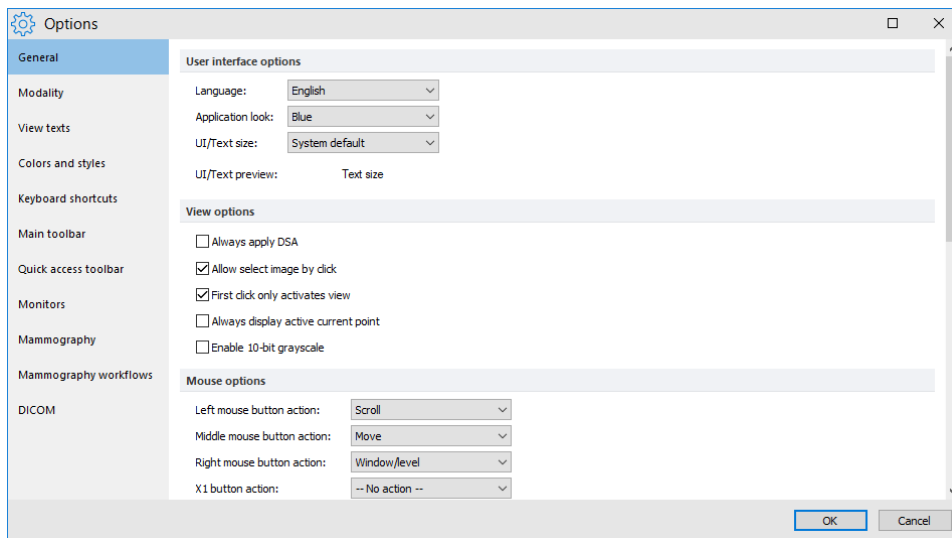 Options
General
Modality
View texts
Colors and styles
Keyboard shortcuts
Main toolbar
Quick access toolbar
Monitors
Mammography
Mammography workflows
DICOM
User interface options
Language: English
Application look: Blue
UI/Text size: System default
UI/Text preview: Text size
View options
Always apply DSA
Allow select image by click
First click only activates view
Always display active current point
Enable 10-bit grayscale
Mouse options
Left mouse button action: Scroll
Middle mouse button action: Move
Right mouse button action: Window/level
X1 button action: -- No action --
OK Cancel